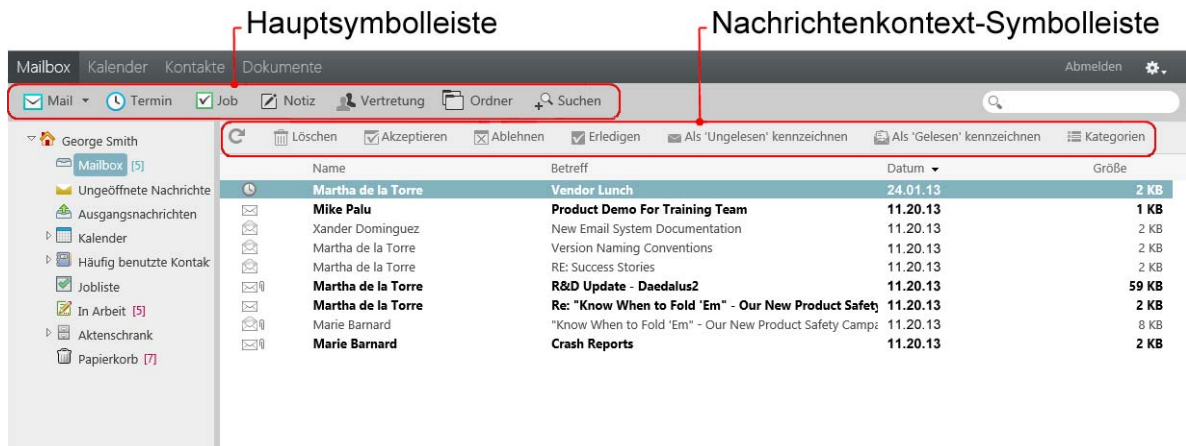 Hauptsymbolleiste Nachrichtenkontext-Symbolleiste
Mailbox Kalender Kontakte Dokumente Abmelden
Mail Termin Job Notiz Vertretung Ordner Suchen
George Smith Löschen Akzeptieren Ablehnen Erledigen Als 'Ungelesen' kennzeichnen Als 'Gelesen' kennzeichnen Kategorien
Mailbox [5] Name Betreff Datum Größe
Ungeöffnete Nachrichte Martha de la Torre Vendor Lunch 24.01.13 2 KB
Ausgangsnachrichten Mike Palu Product Demo For Training Team 11.20.13 1 KB
Xander Dominguez New Email System Documentation 11.20.13 2 KB
Kalender Martha de la Torre Version Naming Conventions 11.20.13 2 KB
Häufig benutzte Kontak Martha de la Torre RE: Success Stories 11.20.13 2 KB
Jobliste Martha de la Torre R&D Update - Daedalus2 11.20.13 59 KB
In Arbeit [5] Martha de la Torre Re: "Know When to Fold 'Em" - Our New Product Safety 11.20.13 2 KB
Aktenschrank Marie Barnard "Know When to Fold 'Em" - Our New Product Safety Campa 11.20.13 8 KB
Papierkorb [7] Marie Barnard Crash Reports 11.20.13 2 KB